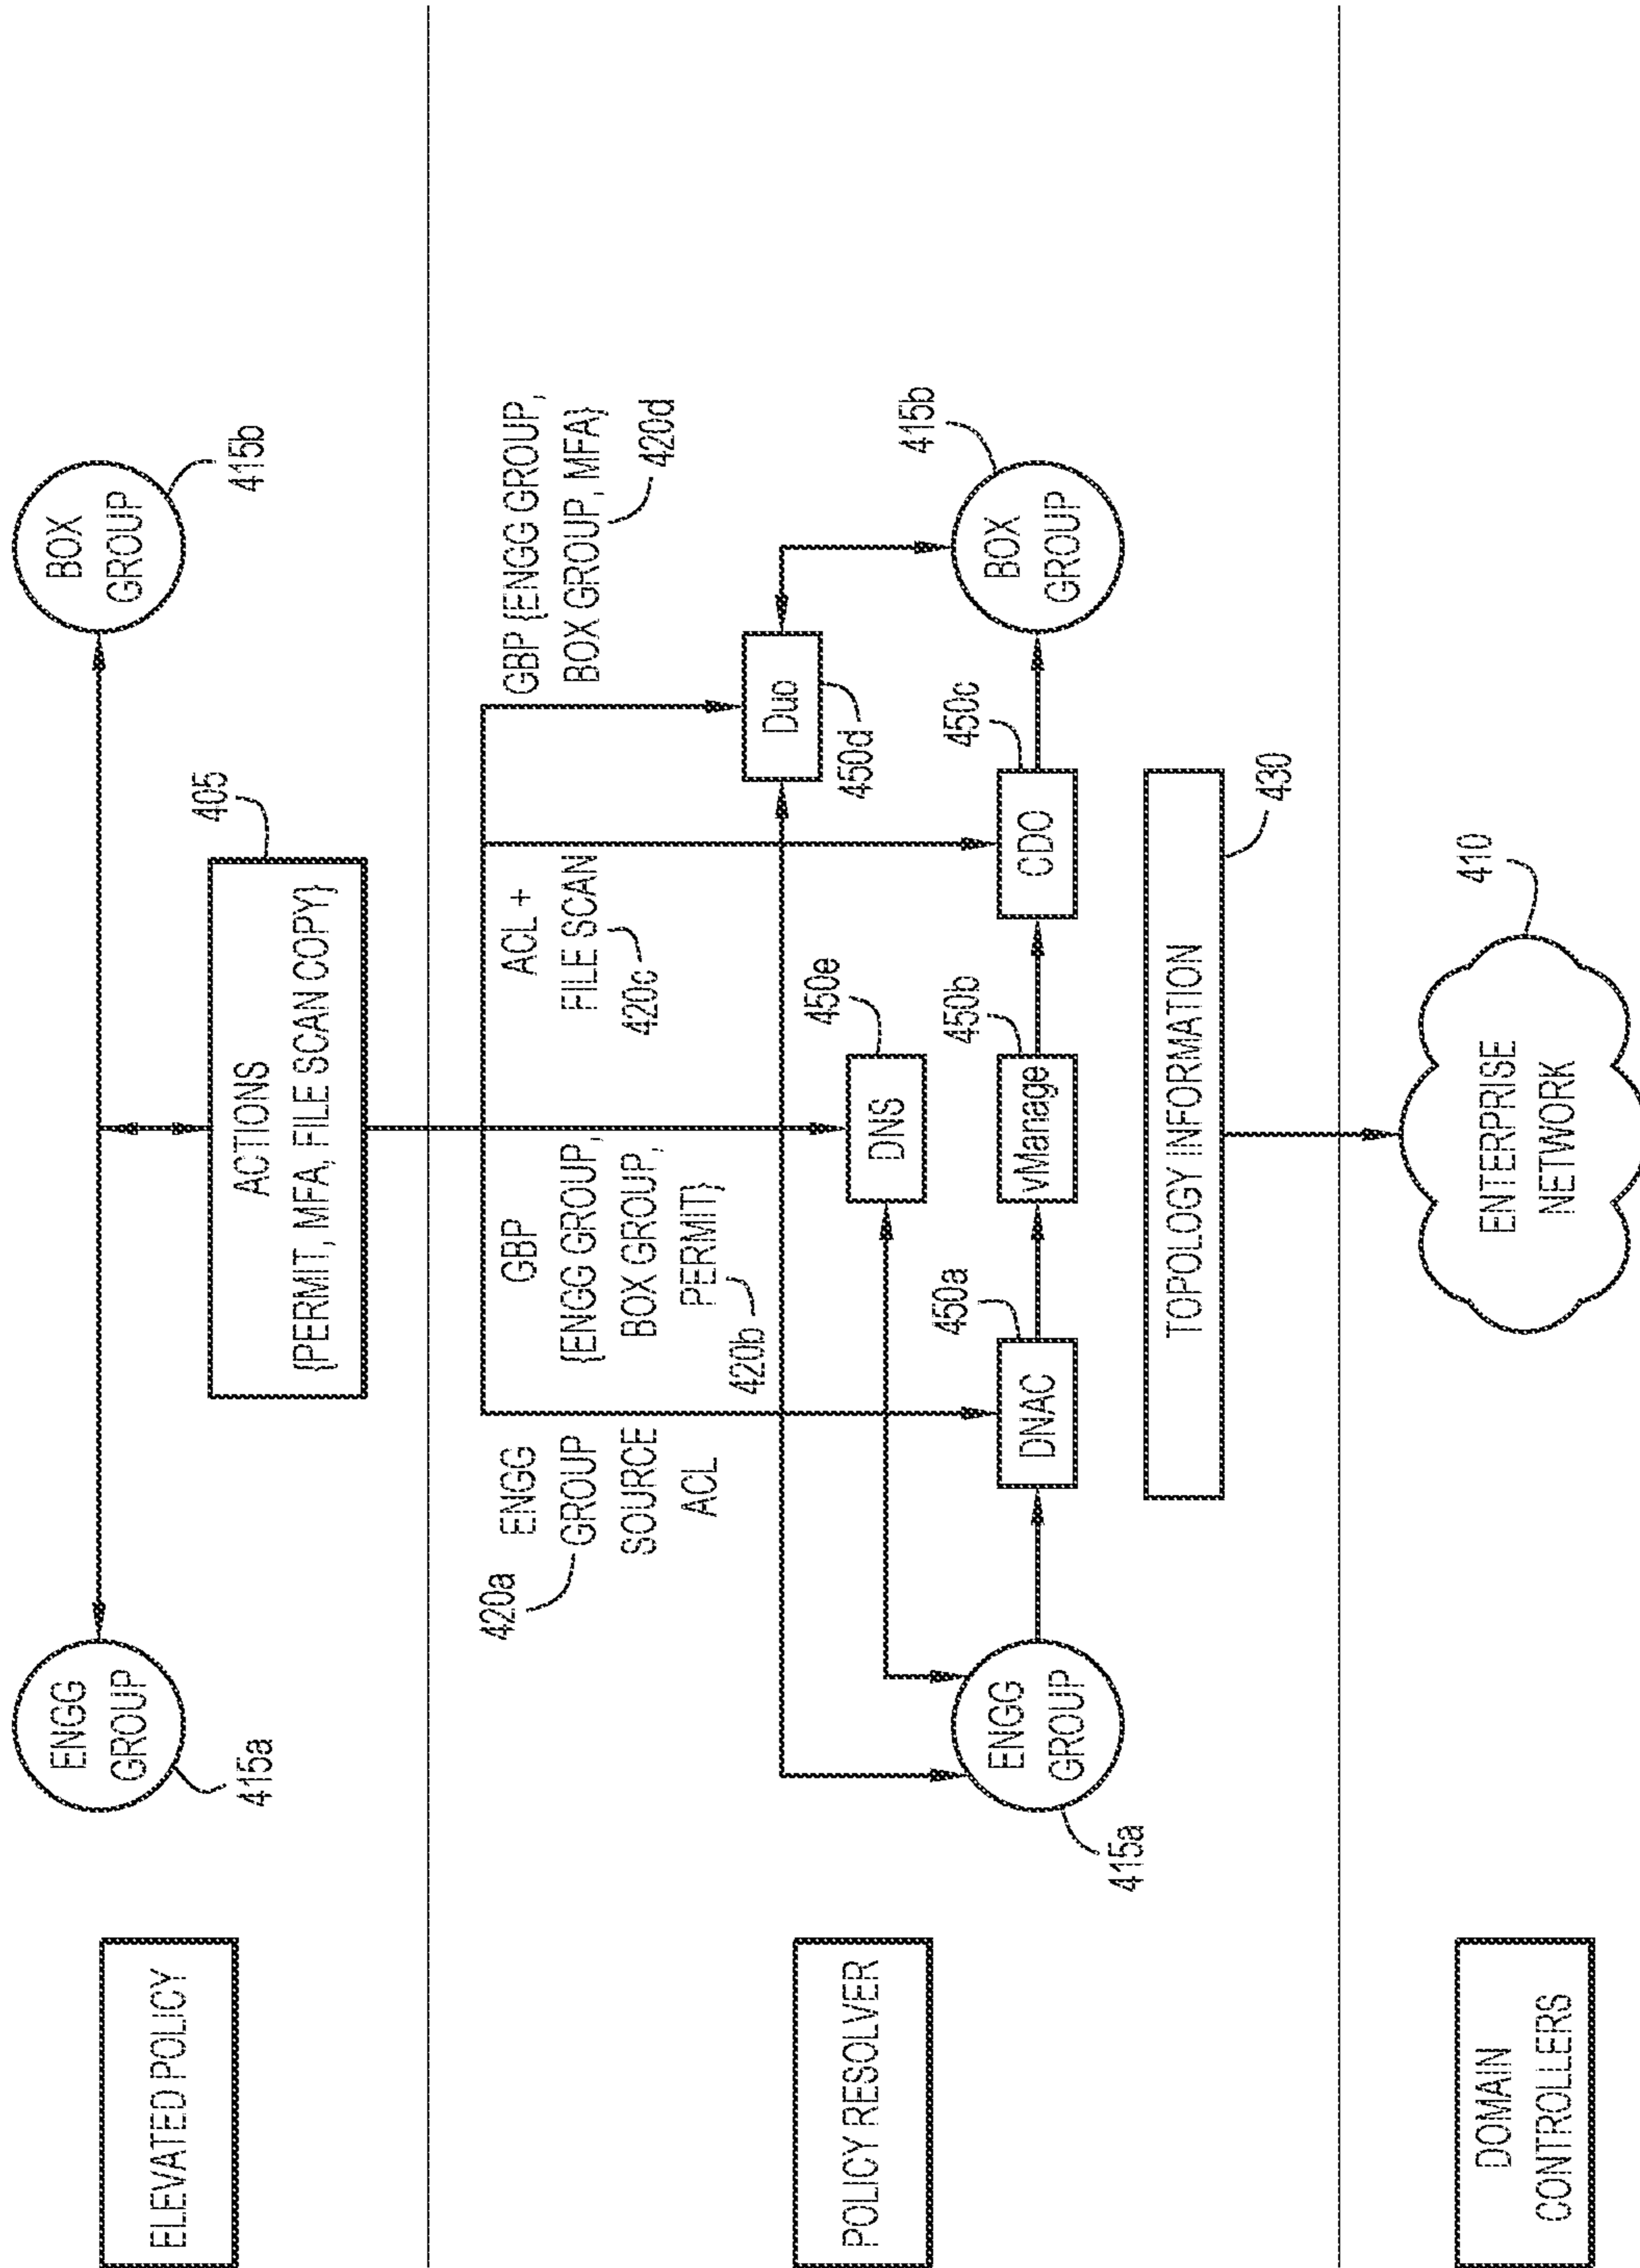 ELEVATED POLICY
ENGG
GROUP
415a
BOX
GROUP
415b
405
ACTIONS
{PERMIT, MFA, FILE SCAN COPY}
POLICY RESOLVER
420a
ENGG
GROUP
SOURCE
ACL
GBP
{ENGG GROUP,
BOX GROUP,
PERMIT}
420b
ACL +
FILE SCAN
420c
GBP {ENGG GROUP,
BOX GROUP, MFA}
420d
Duo
450d
DNS
450e
ENGG
GROUP
415a
DNAC
450a
vManage
450b
CDO
450c
BOX
GROUP
415b
TOPOLOGY INFORMATION
430
DOMAIN
CONTROLLERS
ENTERPRISE
NETWORK
410